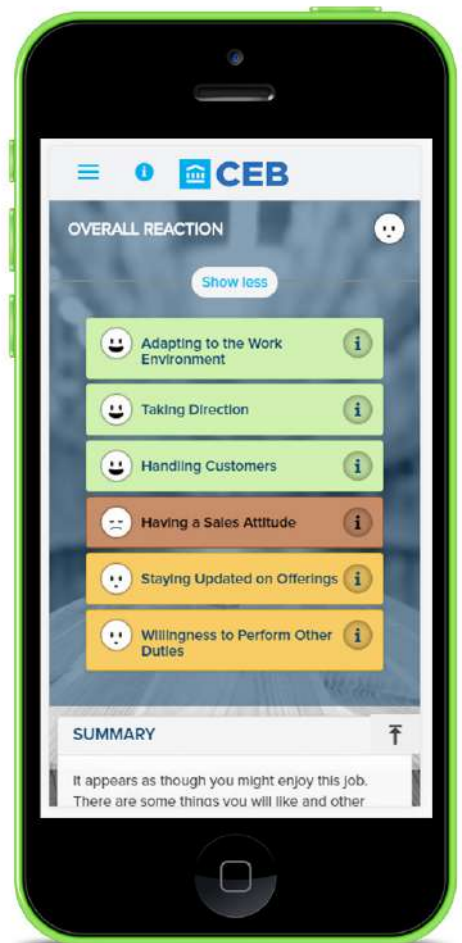 CEB
OVERALL REACTION
Show less
Adapting to the Work
Environment
Taking Direction
Handling Customers
Having a Sales Attitude
Staying Updated on Offerings
Willingness to Perform Other
Duties
SUMMARY
It appears as though you might enjoy this job.
There are some things you will like and other